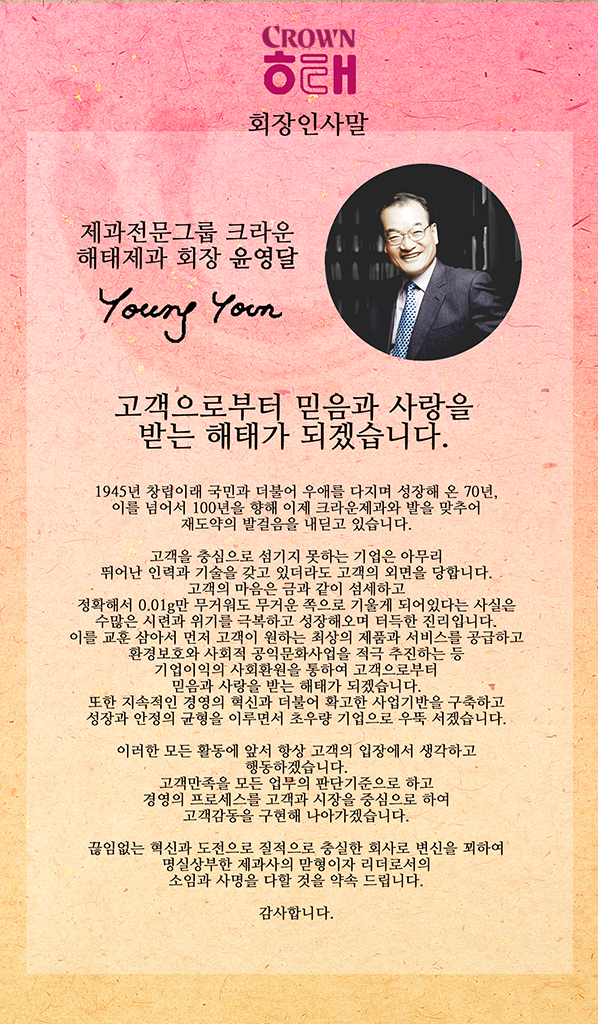 CROWN
해태
회장인사말
제과전문그룹 크라운
해태제과 회장 윤영달
Young Yoon
고객으로부터 믿음과 사랑을
받는 해태가 되겠습니다.
1945년 창립이래 국민과 더불어 우애를 다지며 성장해 온 70년,
이를 넘어서 100년을 향해 이제 크라운제과와 발을 맞추어
재도약의 발걸음을 내딛고 있습니다.
고객을 충심으로 섬기지 못하는 기업은 아무리
뛰어난 인력과 기술을 갖고 있더라도 고객의 외면을 당합니다.
고객의 마음은 금과 같이 섬세하고
정확해서 0.01g만 무거워도 무거운 쪽으로 기울게 되어있다는 사실은
수많은 시련과 위기를 극복하고 성장해오며 터득한 진리입니다.
이를 교훈 삼아서 먼저 고객이 원하는 최상의 제품과 서비스를 공급하고
환경보호와 사회적 공익문화사업을 적극 추진하는 등
기업이익의 사회환원을 통하여 고객으로부터
믿음과 사랑을 받는 해태가 되겠습니다.
또한 지속적인 경영의 혁신과 더불어 확고한 사업기반을 구축하고
성장과 안정의 균형을 이루면서 초우량 기업으로 우뚝 서겠습니다.
이러한 모든 활동에 앞서 항상 고객의 입장에서 생각하고
행동하겠습니다.
고객만족을 모든 업무의 판단기준으로 하고
경영의 프로세스를 고객과 시장을 중심으로 하여
고객감동을 구현해 나아가겠습니다.
끊임없는 혁신과 도전으로 질적으로 충실한 회사로 변신을 꾀하여
명실상부한 제과사의 맏형이자 리더로서의
소임과 사명을 다할 것을 약속 드립니다.
감사합니다.